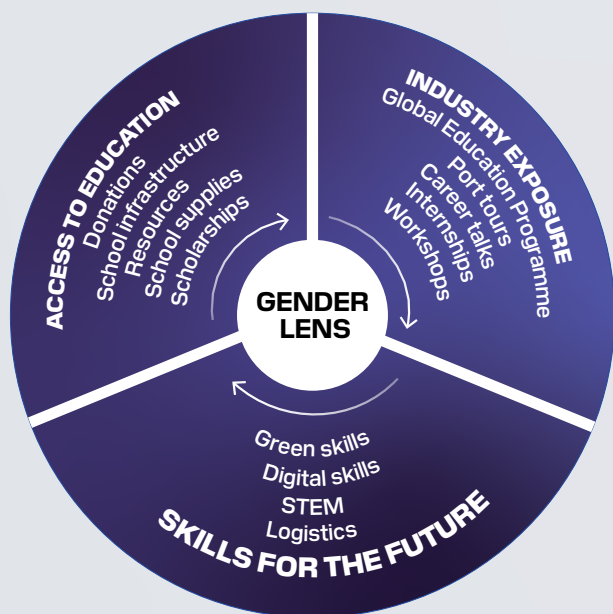 ACCESS TO EDUCATION
Donations
School infrastructure
Resources
School supplies
Scholarships
INDUSTRY EXPOSURE
Global Education Programme
Port tours
Career talks
Internships
Workshops
GENDER
LENS
Green skills
Digital skills
STEM
Logistics
SKILLS FOR THE FUTURE